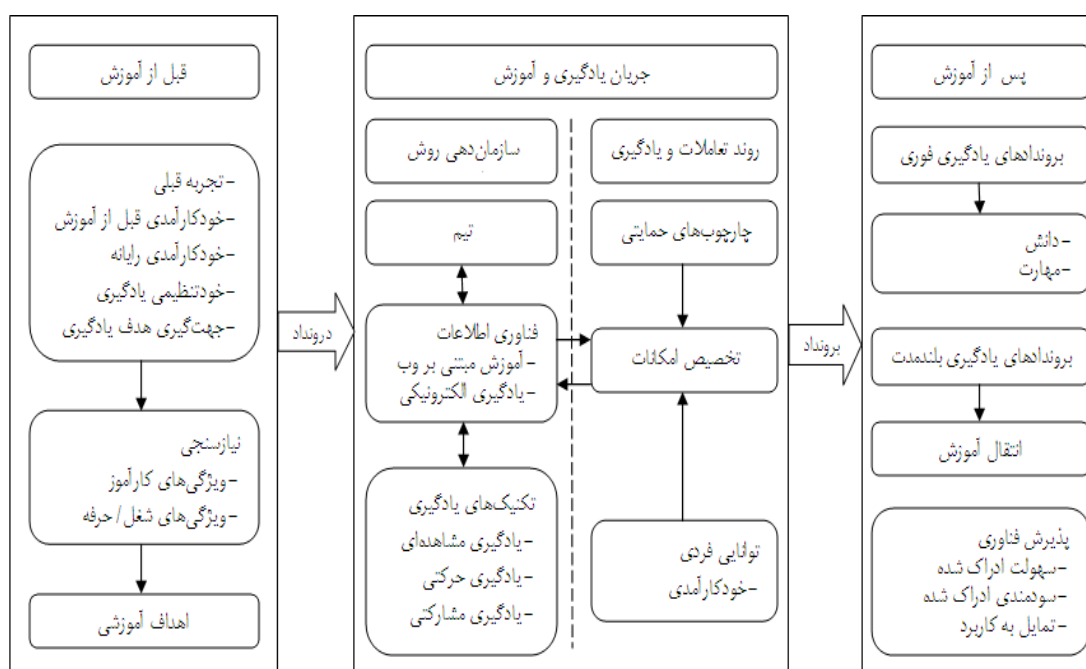 قبل از آموزش
-تجربه قبلی
-خودکارآمدی قبل از آموزش
-خودکارآمدی رایانه
-خودتنظیمی یادگیری
-جهت‌گیری هدف یادگیری
نیازسنجی
-ویژگی‌های کارآموز
-ویژگی‌های شغل/حرفه
اهداف آموزشی
درونداد
جریان یادگیری و آموزش
سازمان‌دهی روش
تیم
فناوری اطلاعات
-آموزش مبتنی بر وب
-یادگیری الکترونیکی
تکنیک‌های یادگیری
-یادگیری مشاهده‌ای
-یادگیری حرکتی
-یادگیری مشارکتی
روند تعاملات و یادگیری
چارچوب‌های حمایتی
تخصیص امکانات
توانایی فردی
-خودکارآمدی
برونداد
پس از آموزش
بروندادهای یادگیری فوری
-دانش
-مهارت
بروندادهای یادگیری بلندمدت
انتقال آموزش
پذیرش فناوری
-سهولت ادراک شده
-سودمندی ادراک شده
-تمایل به کاربرد